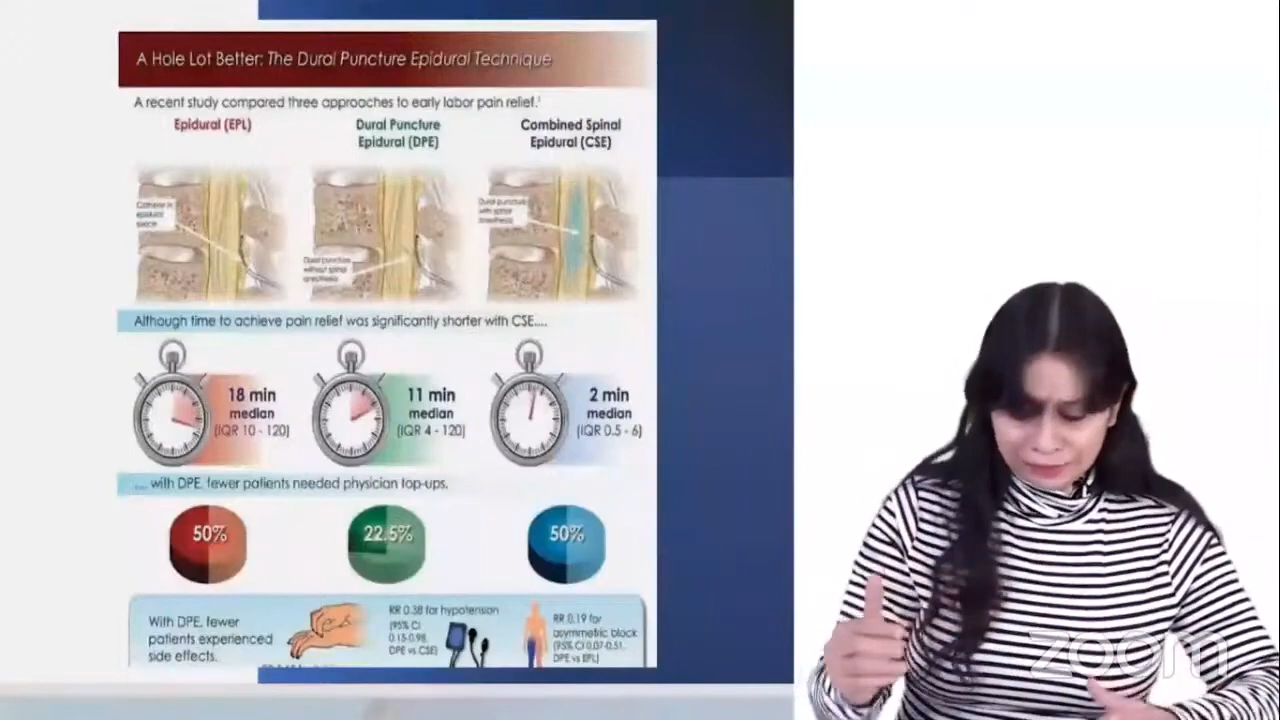 A Hole Lot Better: The Dural Puncture Epidural Technique
A recent study compared three approaches to early labor pain relief.¹
Epidural (EPL)
Dural Puncture
Epidural (DPE)
Combined Spinal
Epidural (CSE)
Catheter in
epidural
space
Dural puncture
without spinal
anesthesia
Dural puncture
with spinal
anesthesia
Although time to achieve pain relief was significantly shorter with CSE....
18 min
median
(IQR 10 - 120)
11 min
median
(IQR 4 - 120)
2 min
median
(IQR 0.5 - 6)
.... with DPE, fewer patients needed physician top-ups.
50%
22.5%
50%
With DPE, fewer
patients experienced
side effects.
RR 0.38 for hypotension
(95% CI
0.15-0.98,
DPE vs CSE)
RR 0.19 for
asymmetric block
(95% CI 0.07-0.51,
DPE vs EPL)
zoom